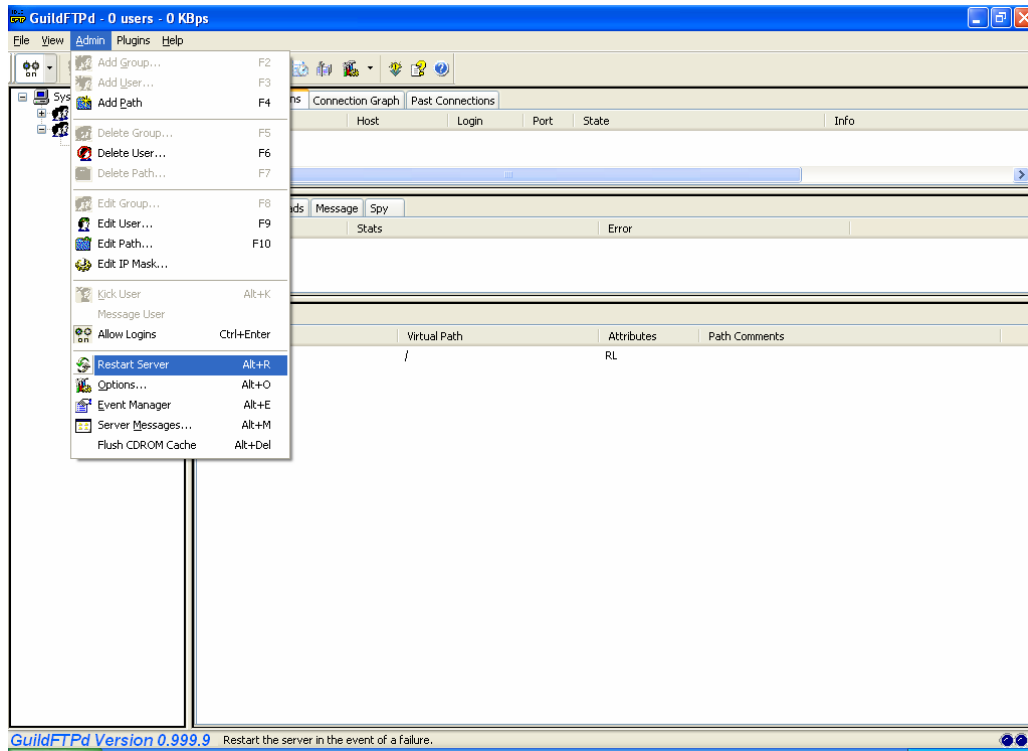 GuildFTPd - 0 users - 0 KBps
File View Admin Plugins Help
on
Add Group... F2
Add User... F3
Add Path F4
Delete Group... F5
Delete User... F6
Delete Path... F7
Edit Group... F8
Edit User... F9
Edit Path... F10
Edit IP Mask...
Kick User Alt+K
Message User
on Allow Logins Ctrl+Enter
Restart Server Alt+R
Options... Alt+O
Event Manager Alt+E
Server Messages... Alt+M
Flush CDROM Cache Alt+Del
Sys
ns Connection Graph Past Connections
Host Login Port State Info
ads Message Spy
Stats Error
Virtual Path Attributes Path Comments
/ RL
GuildFTPd Version 0.999.9 Restart the server in the event of a failure.